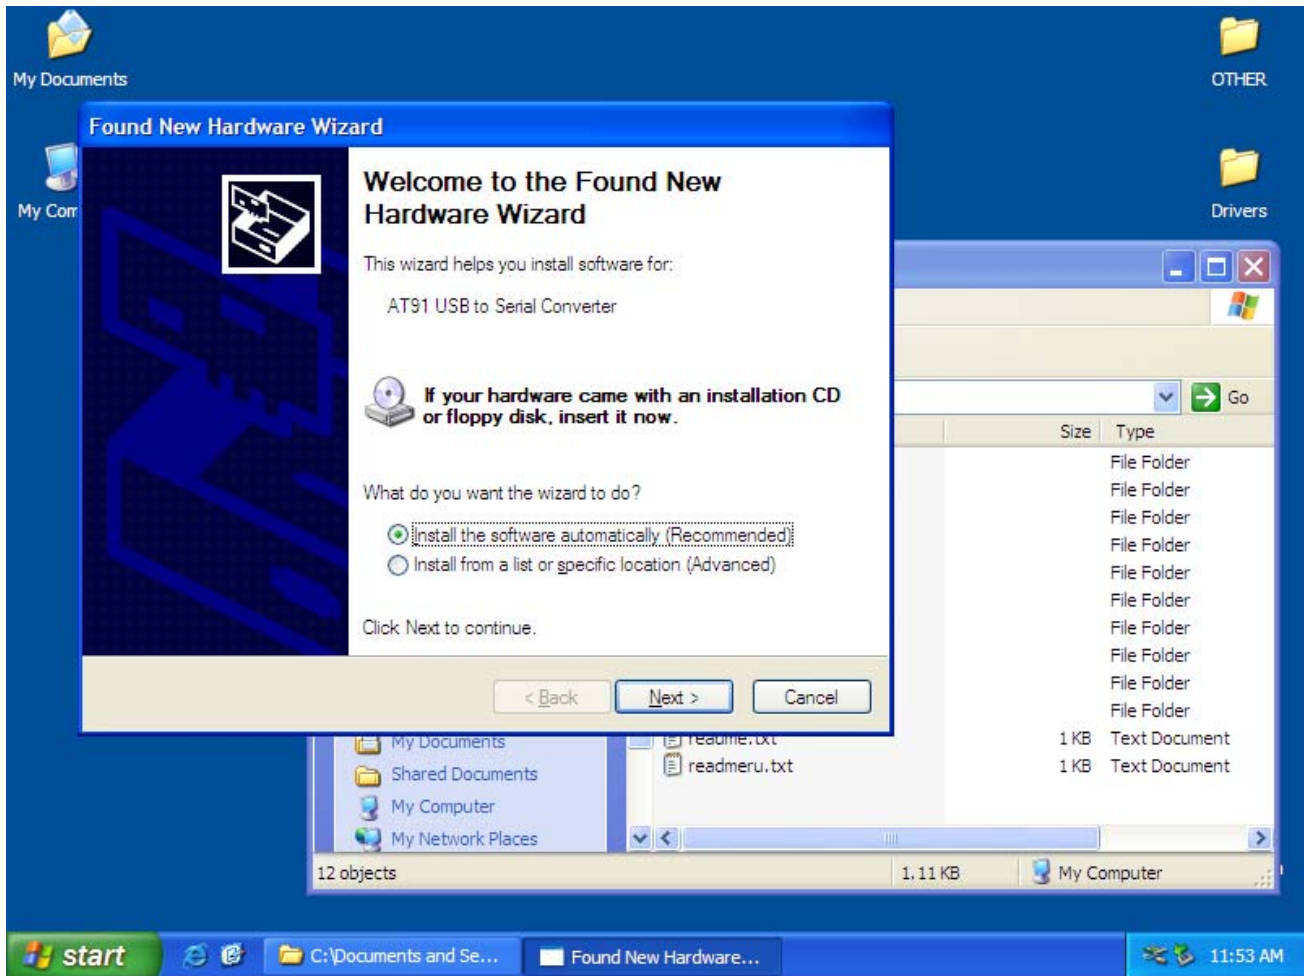 My Documents
OTHER
Found New Hardware Wizard
Welcome to the Found New
Hardware Wizard
My Com
Drivers
This wizard helps you install software for:
AT91 USB to Serial Converter
If your hardware came with an installation CD
or floppy disk, insert it now.
Go
Size Type
File Folder
What do you want the wizard to do?
File Folder
File Folder
Install the software automatically (Recommended)
File Folder
Install from a list or specific location (Advanced)
File Folder
File Folder
Click Next to continue.
File Folder
File Folder
File Folder
< Back Next > Cancel
File Folder
My Documents
readme.txt 1 KB Text Document
Shared Documents
readmeru.txt 1 KB Text Document
My Computer
My Network Places
12 objects 1,11 KB My Computer
start C:\Documents and Se... Found New Hardware... 11:53 AM